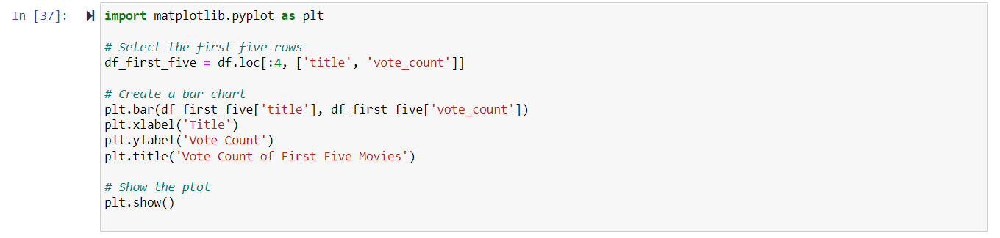 In [37]:
import matplotlib.pyplot as plt
# Select the first five rows
df_first_five = df.loc[:4, ['title', 'vote_count']]
# Create a bar chart
plt.bar(df_first_five['title'], df_first_five['vote_count'])
plt.xlabel('Title')
plt.ylabel('Vote Count')
plt.title('Vote Count of First Five Movies')
# Show the plot
plt.show()